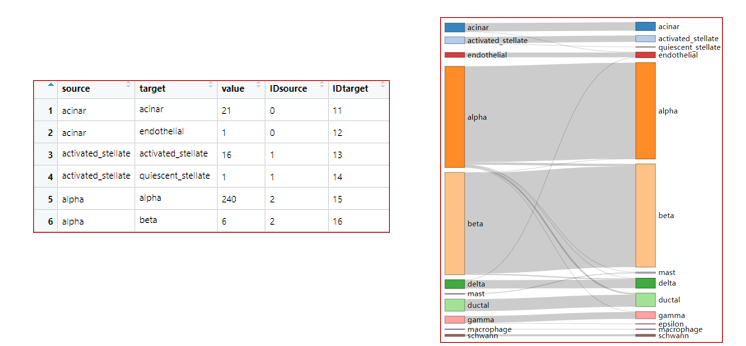 source target value IDsource IDtarget
1 acinar acinar 21 0 11
2 acinar endothelial 1 0 12
3 activated_stellate activated_stellate 16 1 13
4 activated_stellate quiescent_stellate 1 1 14
5 alpha alpha 240 2 15
6 alpha beta 6 2 16
acinar acinar
activated_stellate activated_stellate
quiescent_stellate
endothelial endothelial
alpha alpha
beta beta
mast
delta delta
mast
ductal ductal
gamma gamma
epsilon
macrophage macrophage
schwann schwann